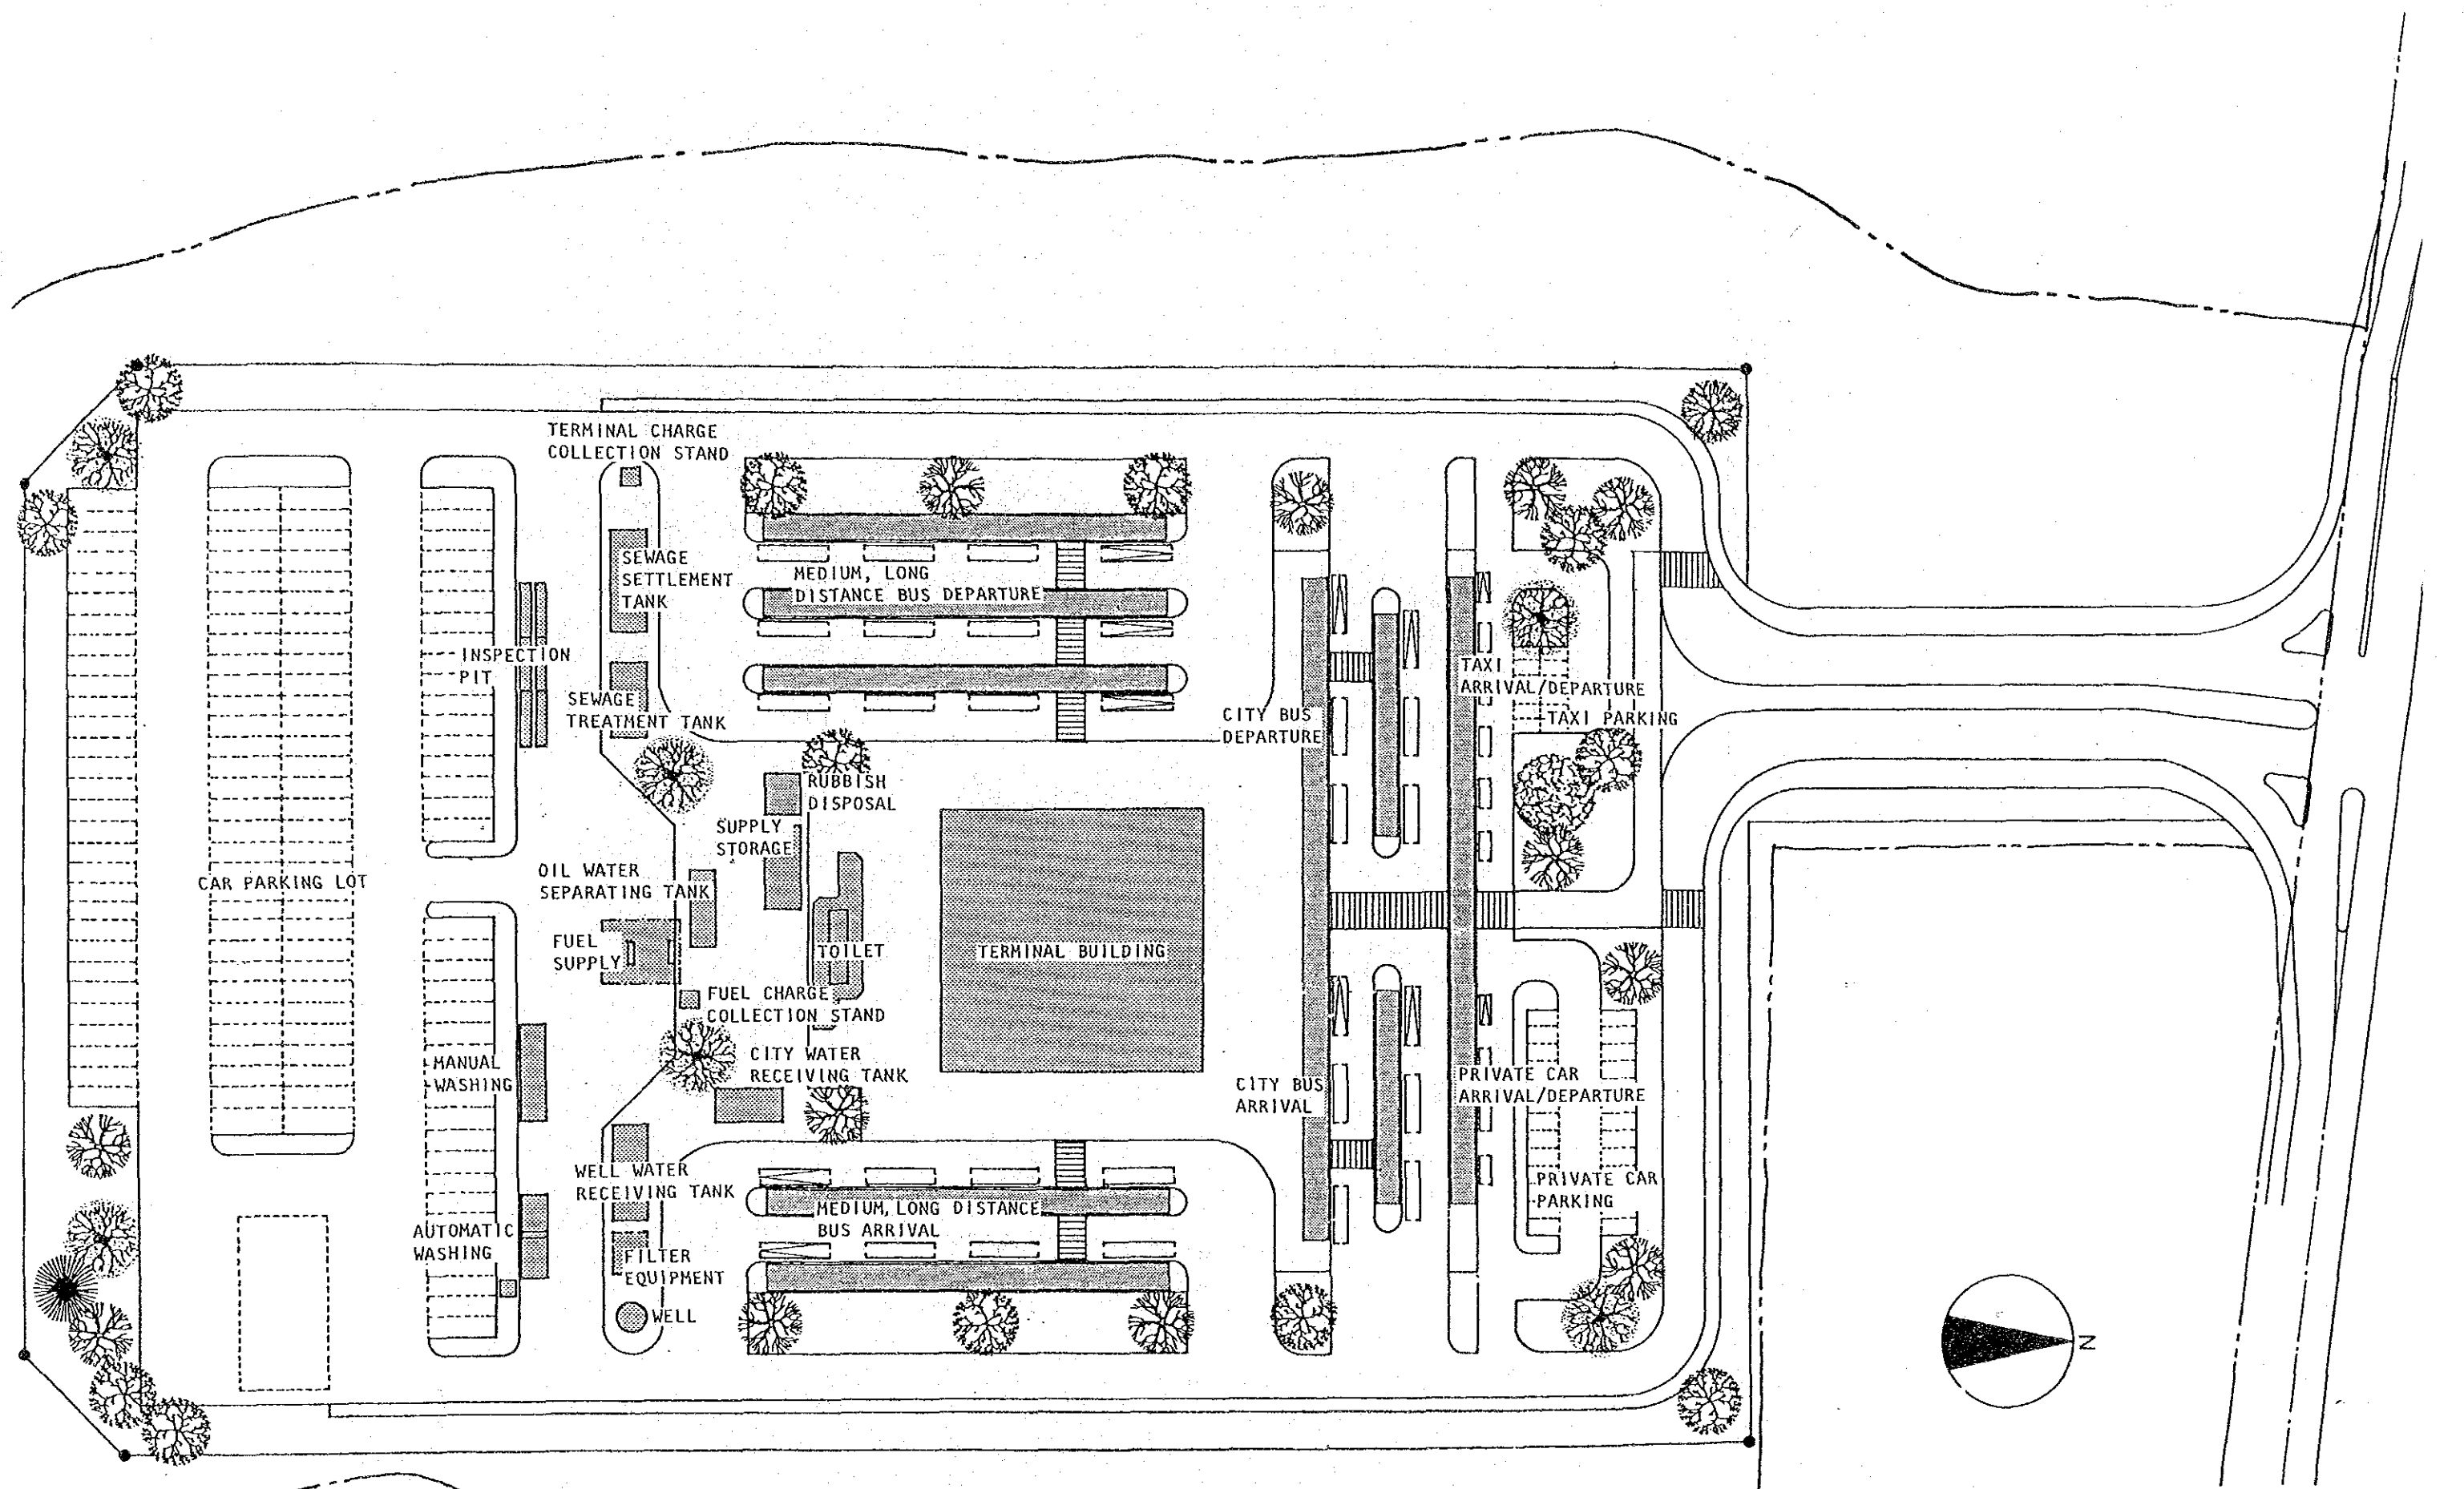 TERMINAL CHARGE
COLLECTION STAND
SEWAGE
SETTLEMENT
TANK
MEDIUM, LONG
DISTANCE BUS DEPARTURE
INSPECTION
PIT
SEWAGE
TREATMENT TANK
CITY BUS
DEPARTURE
TAXI
ARRIVAL/DEPARTURE
TAXI PARKING
RUBBISH
DISPOSAL
SUPPLY
STORAGE
OIL WATER
SEPARATING TANK
CAR PARKING LOT
FUEL
SUPPLY
TOILET
TERMINAL BUILDING
FUEL CHARGE
COLLECTION STAND
CITY WATER
RECEIVING TANK
MANUAL
WASHING
CITY BUS
ARRIVAL
PRIVATE CAR
ARRIVAL/DEPARTURE
WELL WATER
RECEIVING TANK
PRIVATE CAR
PARKING
MEDIUM, LONG DISTANCE
BUS ARRIVAL
AUTOMATIC
WASHING
FILTER
EQUIPMENT
WELL
N